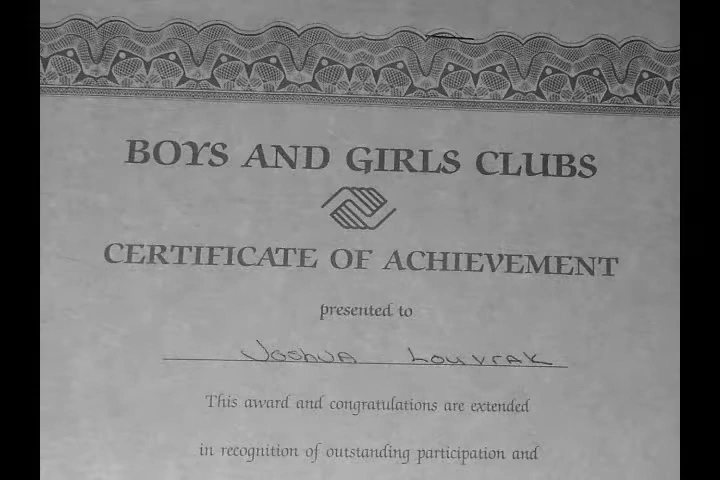 BOYS AND GIRLS CLUBS
CERTIFICATE OF ACHIEVEMENT
presented to
Joshua Louvrak
This award and congratulations are extended
in recognition of outstanding participation and